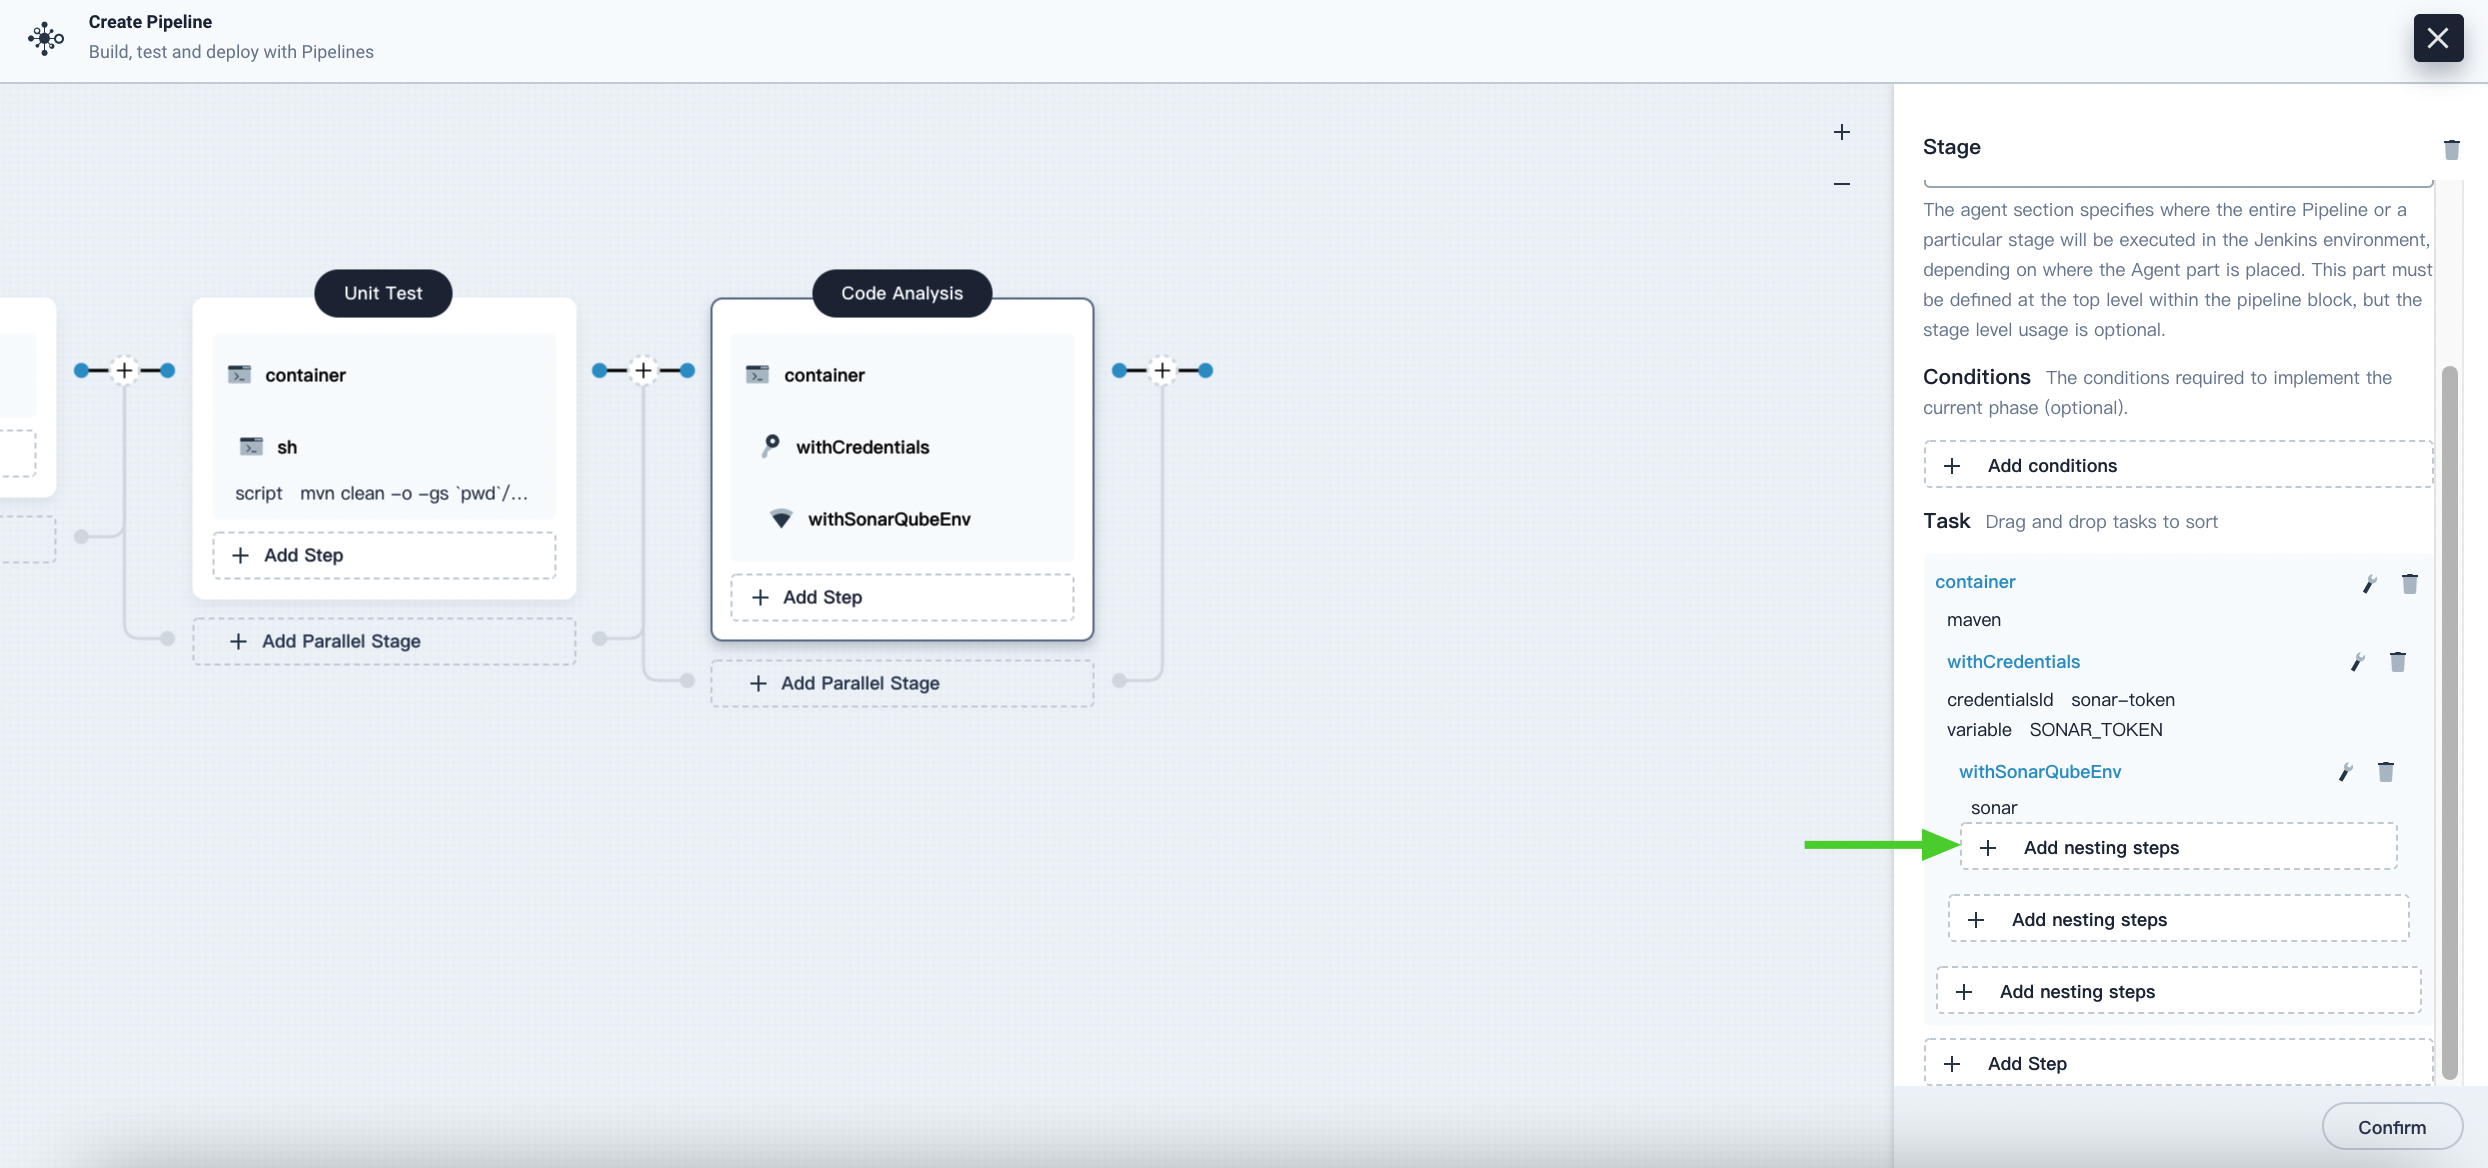 Create Pipeline
Build, test and deploy with Pipelines
Unit Test
container
sh
script mvn clean -o -gs `pwd`/...
Add Step
Add Parallel Stage
Code Analysis
container
withCredentials
withSonarQubeEnv
Add Step
Add Parallel Stage
Stage
The agent section specifies where the entire Pipeline or a
particular stage will be executed in the Jenkins environment,
depending on where the Agent part is placed. This part must
be defined at the top level within the pipeline block, but the
stage level usage is optional.
Conditions The conditions required to implement the
current phase (optional).
Add conditions
Task Drag and drop tasks to sort
container
maven
withCredentials
credentialsId sonar-token
variable SONAR_TOKEN
withSonarQubeEnv
sonar
Add nesting steps
Add nesting steps
Add nesting steps
Add Step
Confirm